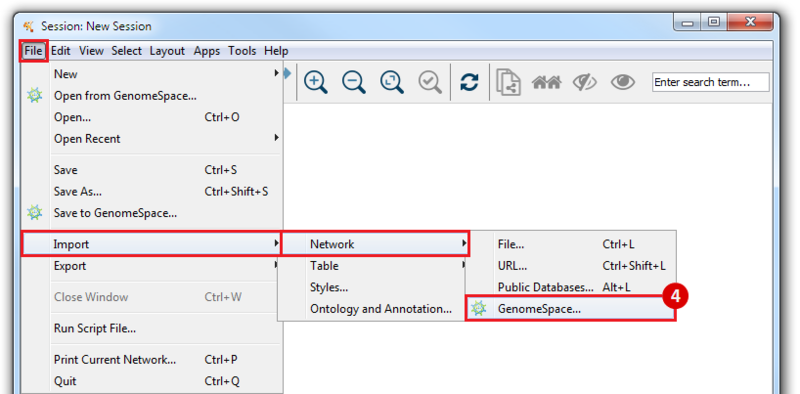 Session: New Session
File Edit View Select Layout Apps Tools Help
Enter search term...
New
Open from GenomeSpace...
Open... Ctrl+O
Open Recent
Save Ctrl+S
Save As... Ctrl+Shift+S
Save to GenomeSpace...
Import
Export
Close Window Ctrl+W
Run Script File...
Print Current Network... Ctrl+P
Quit Ctrl+Q
Network
Table
Styles...
Ontology and Annotation...
File... Ctrl+L
URL... Ctrl+Shift+L
Public Databases... Alt+L
GenomeSpace...
4